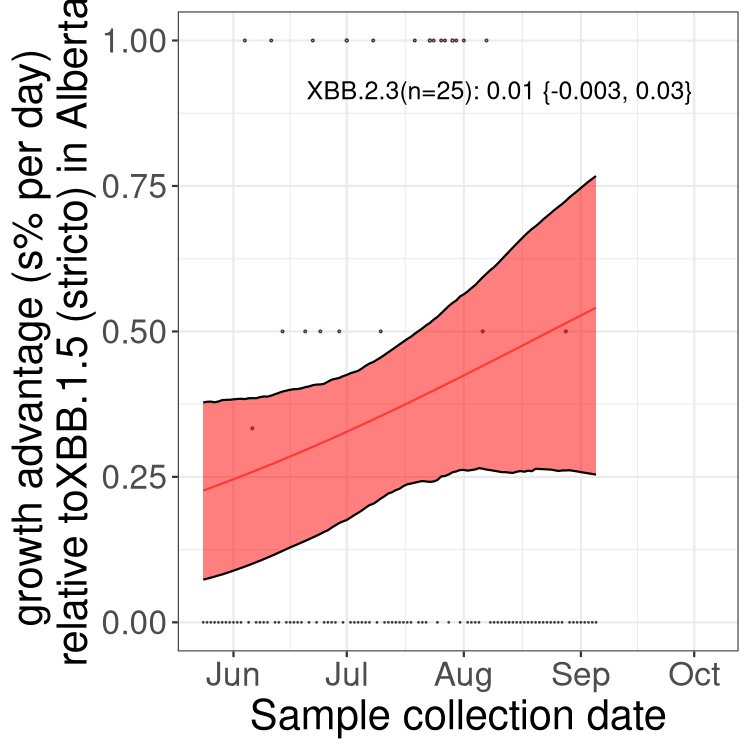 growth advantage (s% per day)
relative toXBB.1.5 (stricto) in Alberta
1.00
XBB.2.3(n=25): 0.01 {-0.003, 0.03}
0.75
0.50
0.25
0.00
Jun Jul Aug Sep Oct
Sample collection date